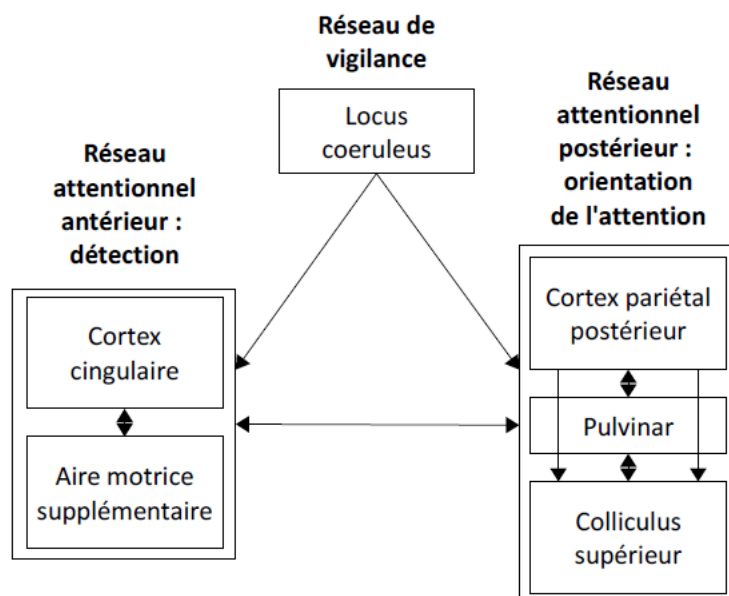 Réseau de
vigilance
Locus
coeruleus
Réseau
attentionnel
antérieur :
détection
Cortex
cingulaire
Aire motrice
supplémentaire
Réseau
attentionnel
postérieur :
orientation
de l'attention
Cortex pariétal
postérieur
Pulvinar
Colliculus
supérieur